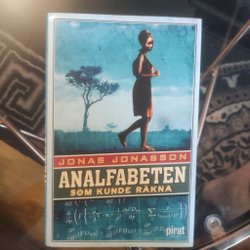 JONAS JONASSON
ANALFABETEN
SOM KUNDE RÄKNA
pirat